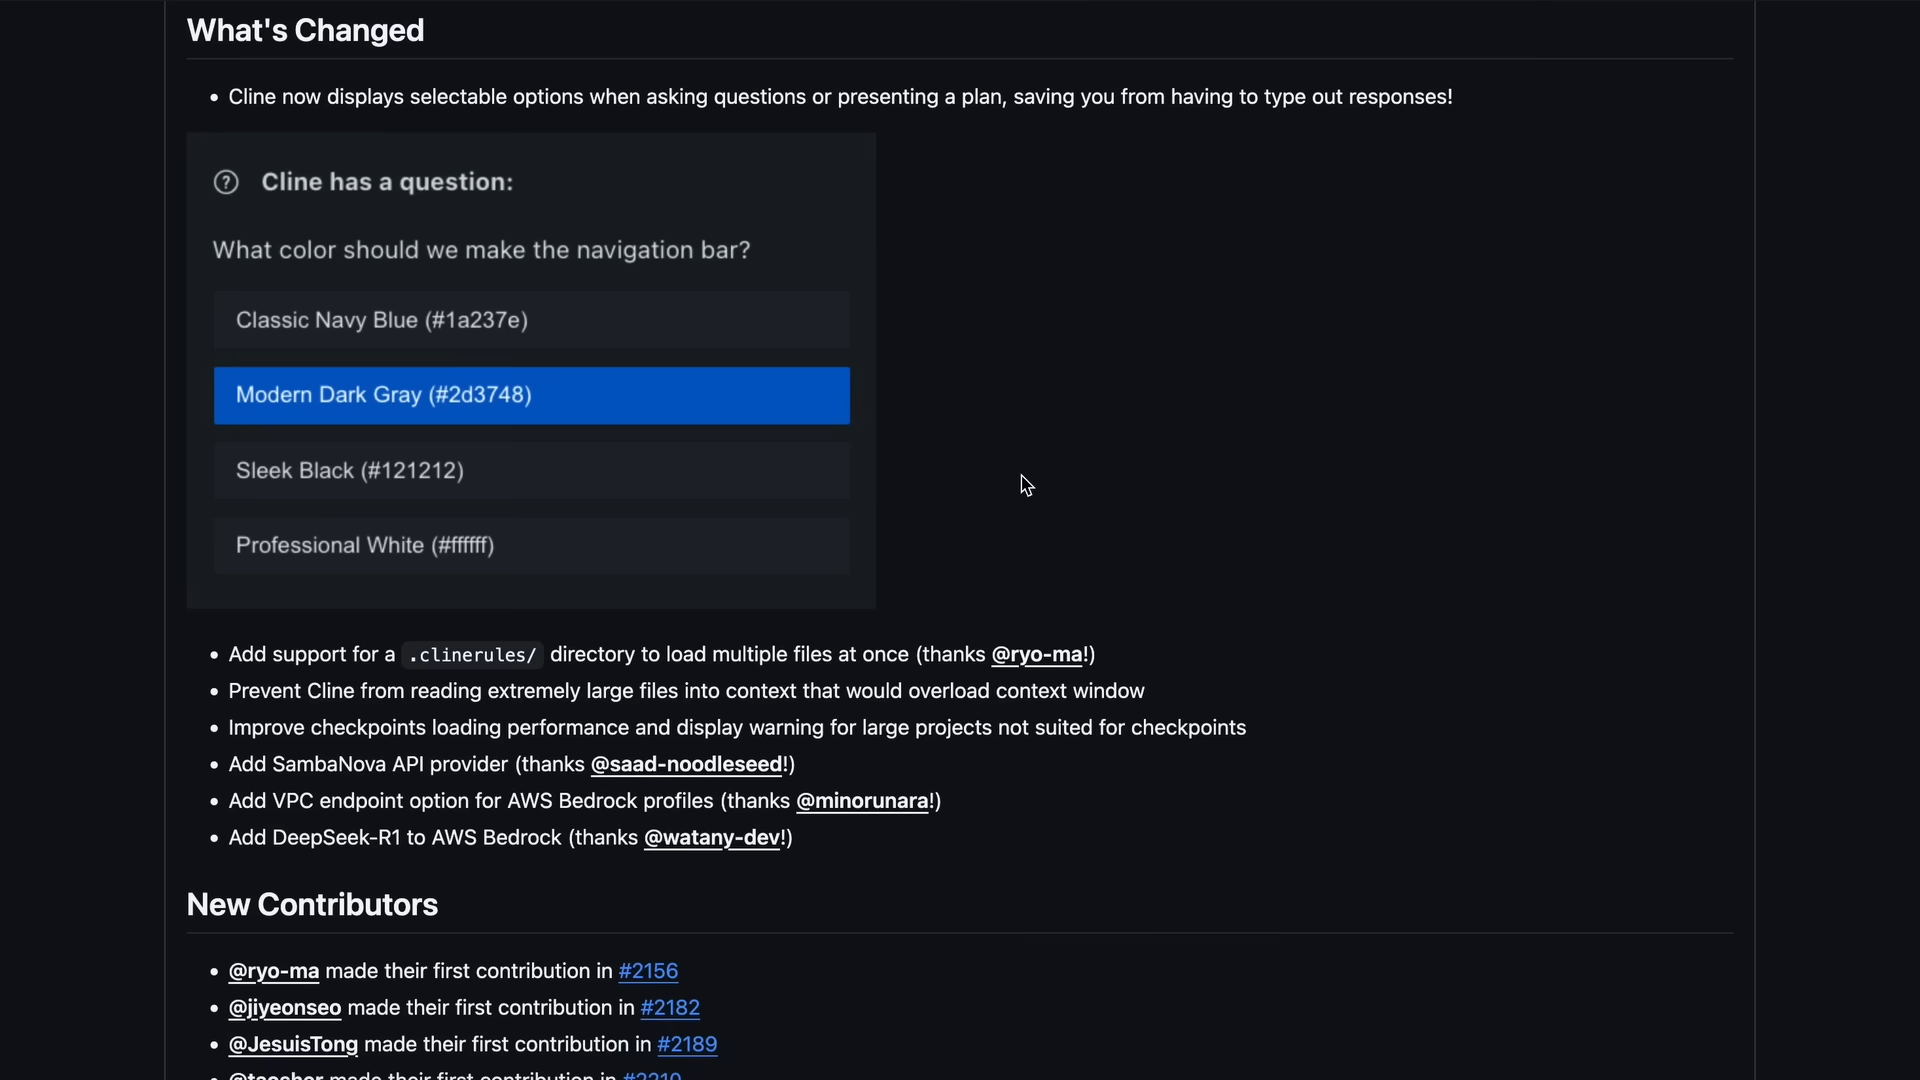 What's Changed
Cline now displays selectable options when asking questions or presenting a plan, saving you from having to type out responses!
Cline has a question:
What color should we make the navigation bar?
Classic Navy Blue (#1a237e)
Modern Dark Gray (#2d3748)
Sleek Black (#121212)
Professional White (#ffffff)
Add support for a .clinerules/ directory to load multiple files at once (thanks @ryo-ma!)
Prevent Cline from reading extremely large files into context that would overload context window
Improve checkpoints loading performance and display warning for large projects not suited for checkpoints
Add SambaNova API provider (thanks @saad-noodleseed!)
Add VPC endpoint option for AWS Bedrock profiles (thanks @minorunara!)
Add DeepSeek-R1 to AWS Bedrock (thanks @watany-dev!)
New Contributors
@ryo-ma made their first contribution in #2156
@jiyeonseo made their first contribution in #2182
@JesuisTong made their first contribution in #2189
made their first contribution in #2210